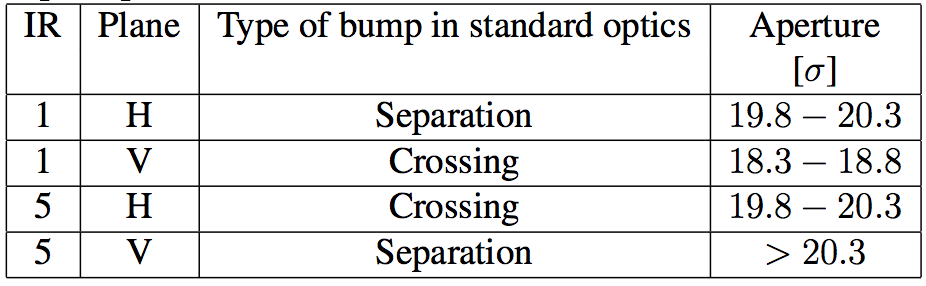 IR Plane Type of bump in standard optics Aperture
[σ]
1 H Separation 19.8 − 20.3
1 V Crossing 18.3 − 18.8
5 H Crossing 19.8 − 20.3
5 V Separation > 20.3